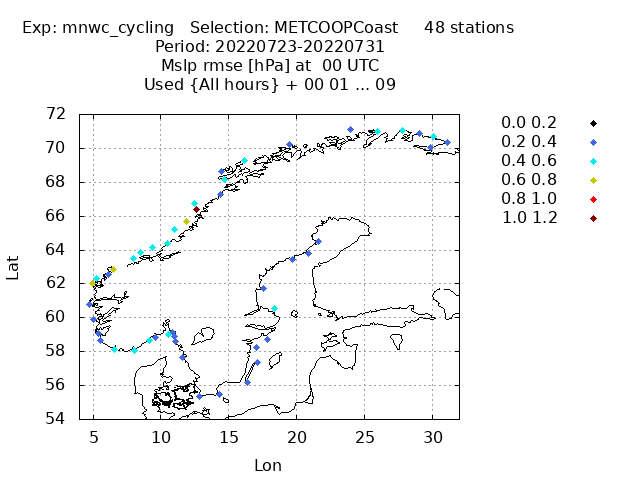 Exp: mnwc_cycling Selection: METCOOPCoast 48 stations
Period: 20220723-20220731
Mslp rmse [hPa] at 00 UTC
Used {All hours} + 00 01 ... 09
72
70
68
66
64
62
60
58
56
54
Lat
5 10 15 20 25 30
Lon
0.0 0.2
0.2 0.4
0.4 0.6
0.6 0.8
0.8 1.0
1.0 1.2